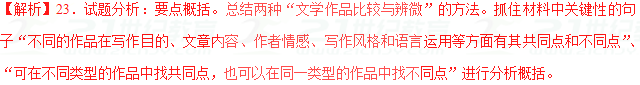 【解析】23．试题分析：要点概括。总结两种“文学作品比较与辨微”的方法。抓住材料中关键性的句
子“不同的作品在写作目的、文章内容、作者情感、写作风格和语言运用等方面有其共同点和不同点”、
“可在不同类型的作品中找共同点，也可以在同一类型的作品中找不同点”进行分析概括。